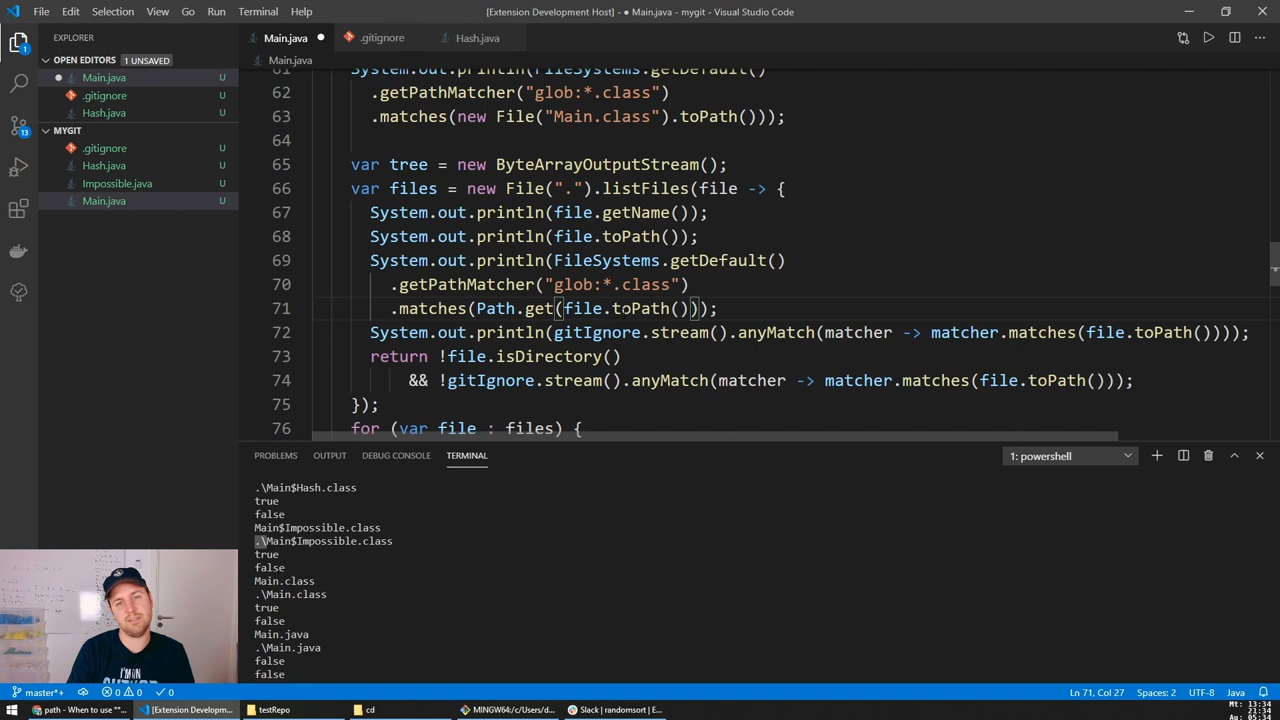 File Edit Selection View Go Run Terminal Help
[Extension Development Host] - ● Main.java - mygit - Visual Studio Code
EXPLORER
OPEN EDITORS 1 UNSAVED
Main.java U
.gitignore U
Hash.java U
MYGIT
.gitignore U
Hash.java U
Impossible.java U
Main.java U
1
13
Main.java
.gitignore
Hash.java
Main.java
61 System.out.println(FileSystems.getDefault()
62 .getPathMatcher("glob:*.class")
63 .matches(new File("Main.class").toPath()));
64
65 var tree = new ByteArrayOutputStream();
66 var files = new File(".").listFiles(file -> {
67 System.out.println(file.getName());
68 System.out.println(file.toPath());
69 System.out.println(FileSystems.getDefault()
70 .getPathMatcher("glob:*.class")
71 .matches(Path.get(file.toPath()));
72 System.out.println(gitIgnore.stream().anyMatch(matcher -> matcher.matches(file.toPath())));
73 return !file.isDirectory()
74 && !gitIgnore.stream().anyMatch(matcher -> matcher.matches(file.toPath()));
75 });
76 for (var file : files) {
PROBLEMS OUTPUT DEBUG CONSOLE TERMINAL
1: powershell
.\Main$Hash.class
true
false
Main$Impossible.class
.\Main$Impossible.class
true
false
Main.class
.\Main.class
true
false
Main.java
.\Main.java
false
false
I'M AN
master*+ 0 0 0
Ln 71, Col 27 Spaces: 2 UTF-8 LF Java
path - When to use **...
[Extension Developm...
testRepo
cd
MINGW64:/c/Users/d...
Slack | randomsort | E...
Mt: 13:34
21:34